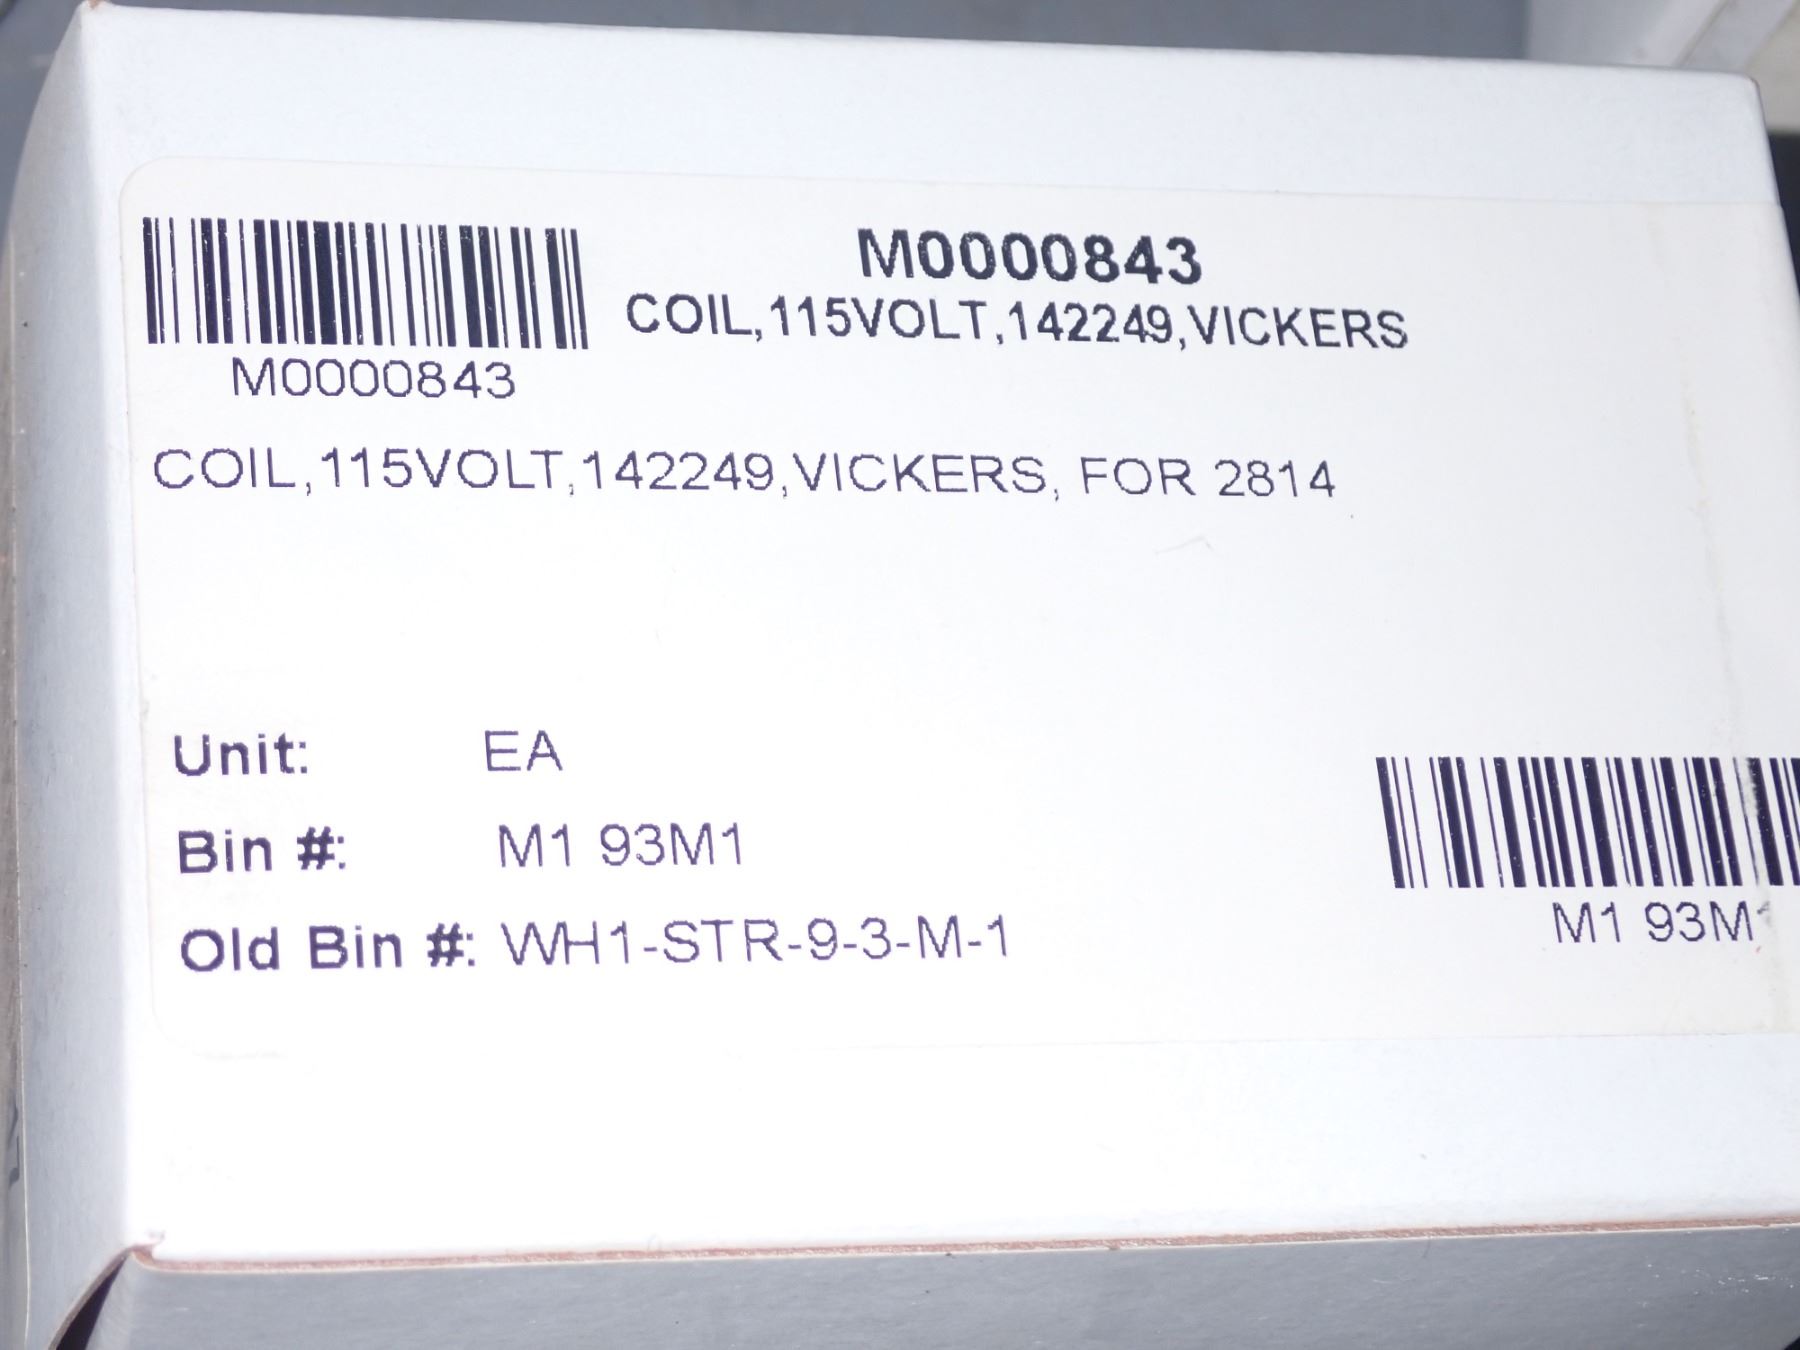 M0000843
COIL,115VOLT,142249,VICKERS
M0000843
COIL,115VOLT,142249,VICKERS, FOR 2814
Unit: EA
Bin #: M1 93M1
Old Bin #: WH1-STR-9-3-M-1
M1 93M1